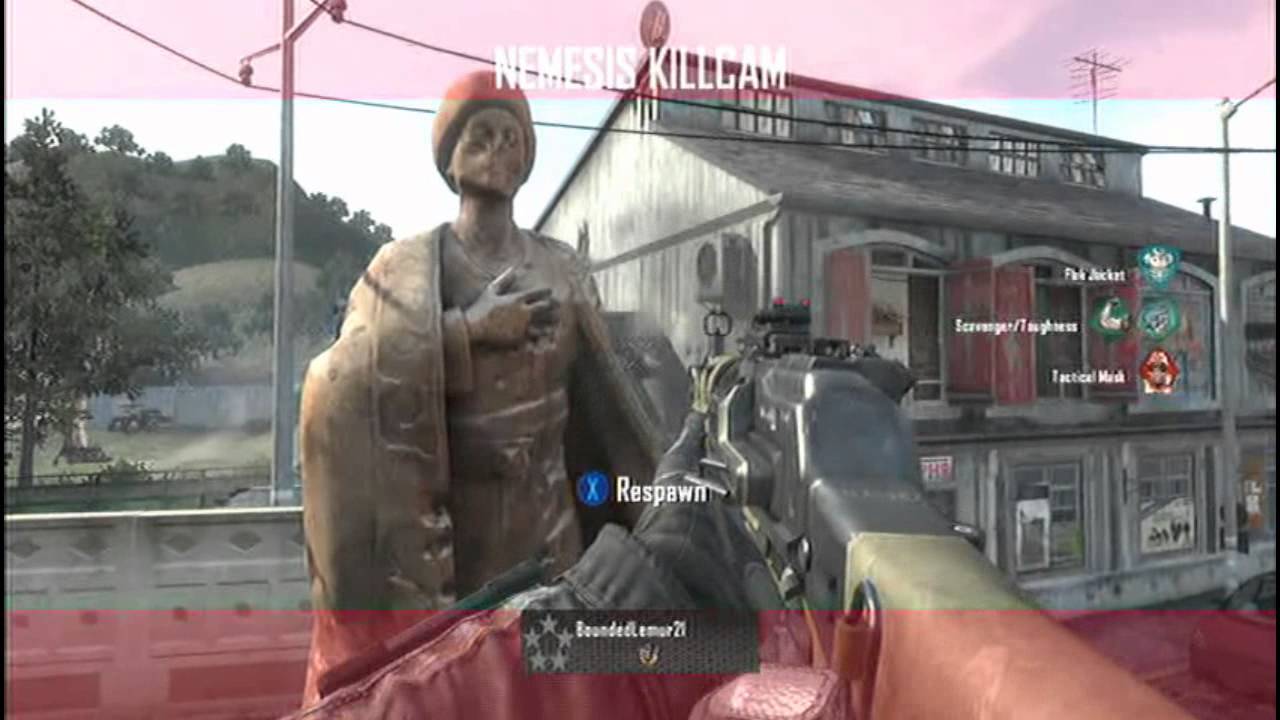 NEMESIS KILLCAM
Flak Jacket
Scavenger/Toughness
Tactical Mask
X Respawn
BoundedLemur21